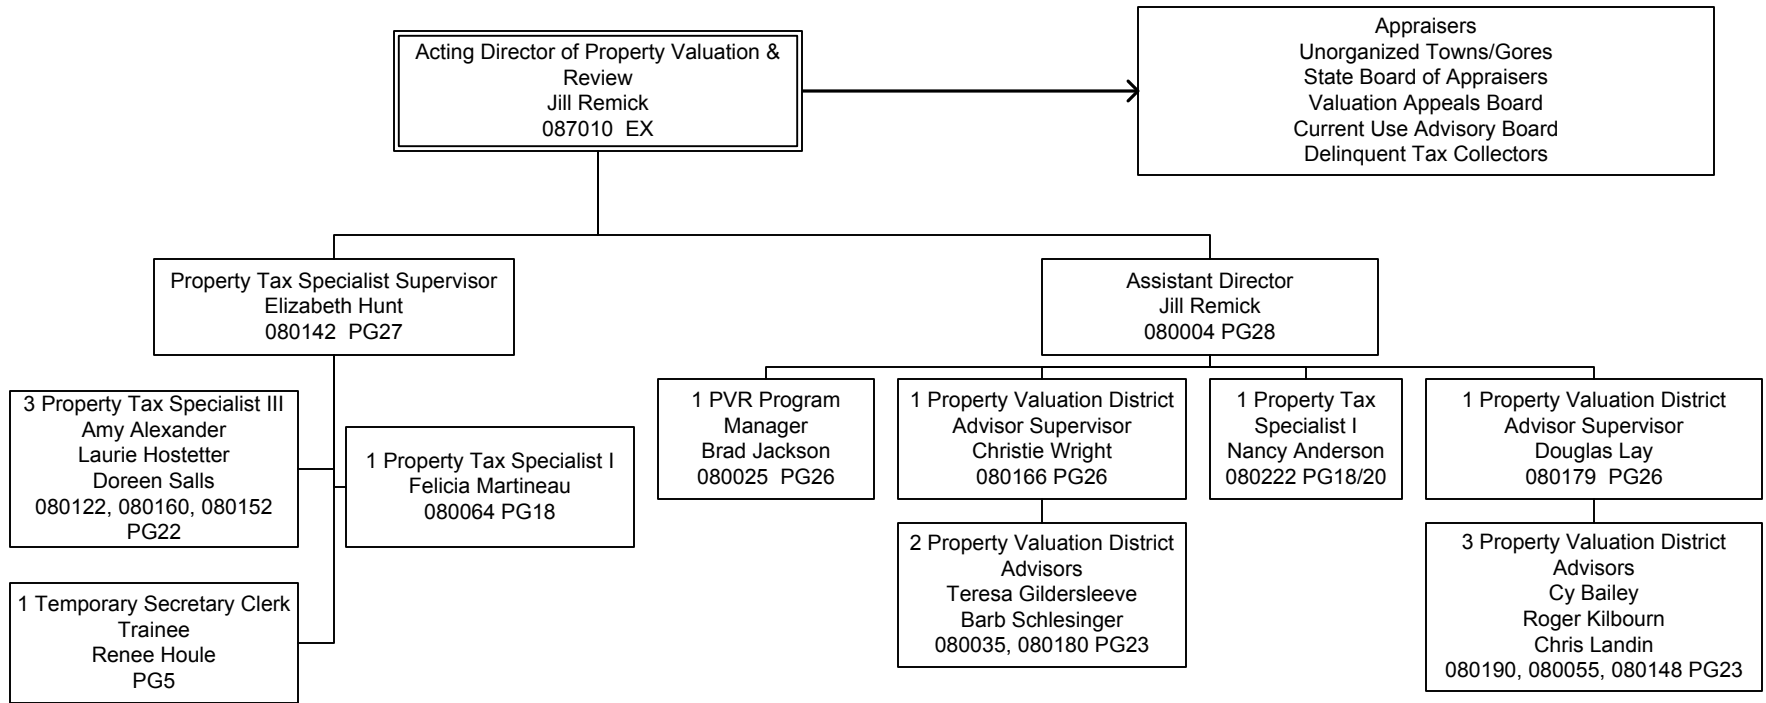 Acting Director of Property Valuation &
Review
Jill Remick
087010  EX
Appraisers
Unorganized Towns/Gores
State Board of Appraisers
Valuation Appeals Board
Current Use Advisory Board
Delinquent Tax Collectors
Property Tax Specialist Supervisor
Elizabeth Hunt
080142  PG27
Assistant Director
Jill Remick
080004 PG28
3 Property Tax Specialist III
Amy Alexander
Laurie Hostetter
Doreen Salls
080122, 080160, 080152
PG22
1 Property Tax Specialist I
Felicia Martineau
080064 PG18
1 Temporary Secretary Clerk
Trainee
Renee Houle
PG5
1 PVR Program
Manager
Brad Jackson
080025  PG26
1 Property Valuation District
Advisor Supervisor
Christie Wright
080166 PG26
2 Property Valuation District
Advisors
Teresa Gildersleeve
Barb Schlesinger
080035, 080180 PG23
1 Property Tax
Specialist I
Nancy Anderson
080222 PG18/20
1 Property Valuation District
Advisor Supervisor
Douglas Lay
080179  PG26
3 Property Valuation District
Advisors
Cy Bailey
Roger Kilbourn
Chris Landin
080190, 080055, 080148 PG23